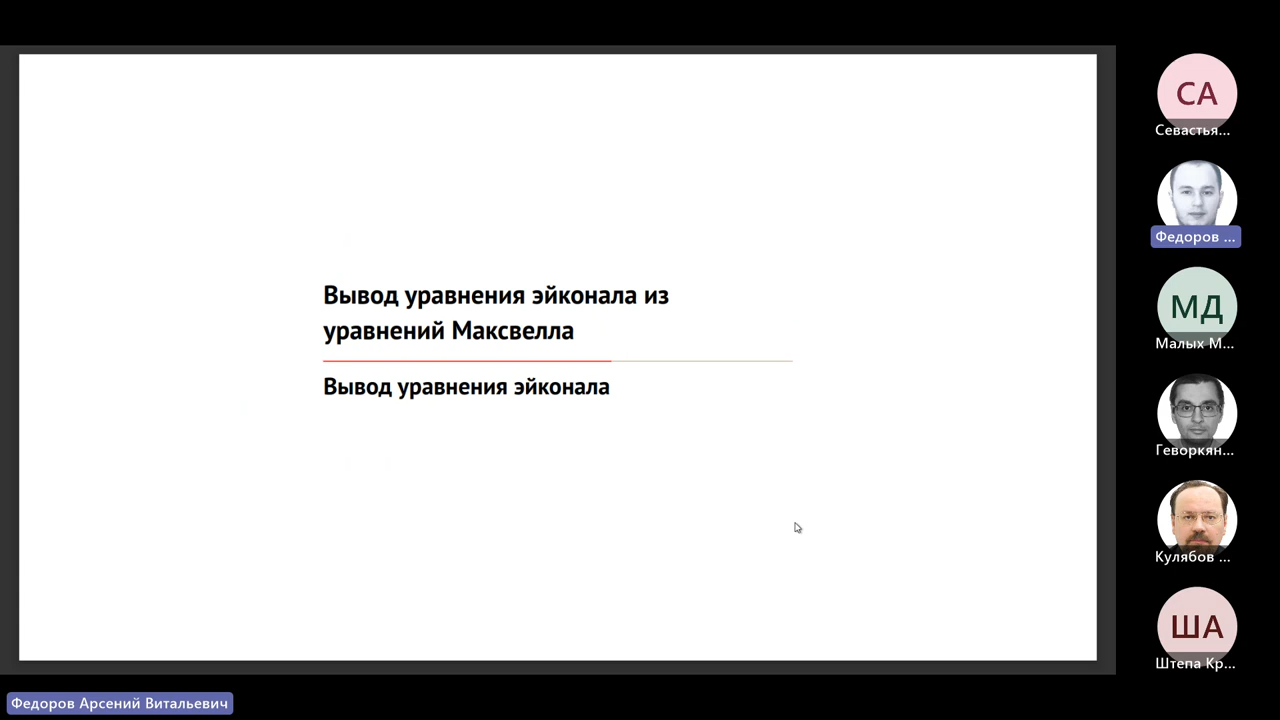 Вывод уравнения эйконала из
уравнений Максвелла
Вывод уравнения эйконала
СА
Севастья...
Федоров ...
МД
Малых М...
Геворкян...
Кулябов ...
ША
Штепа Кр...
Федоров Арсений Витальевич